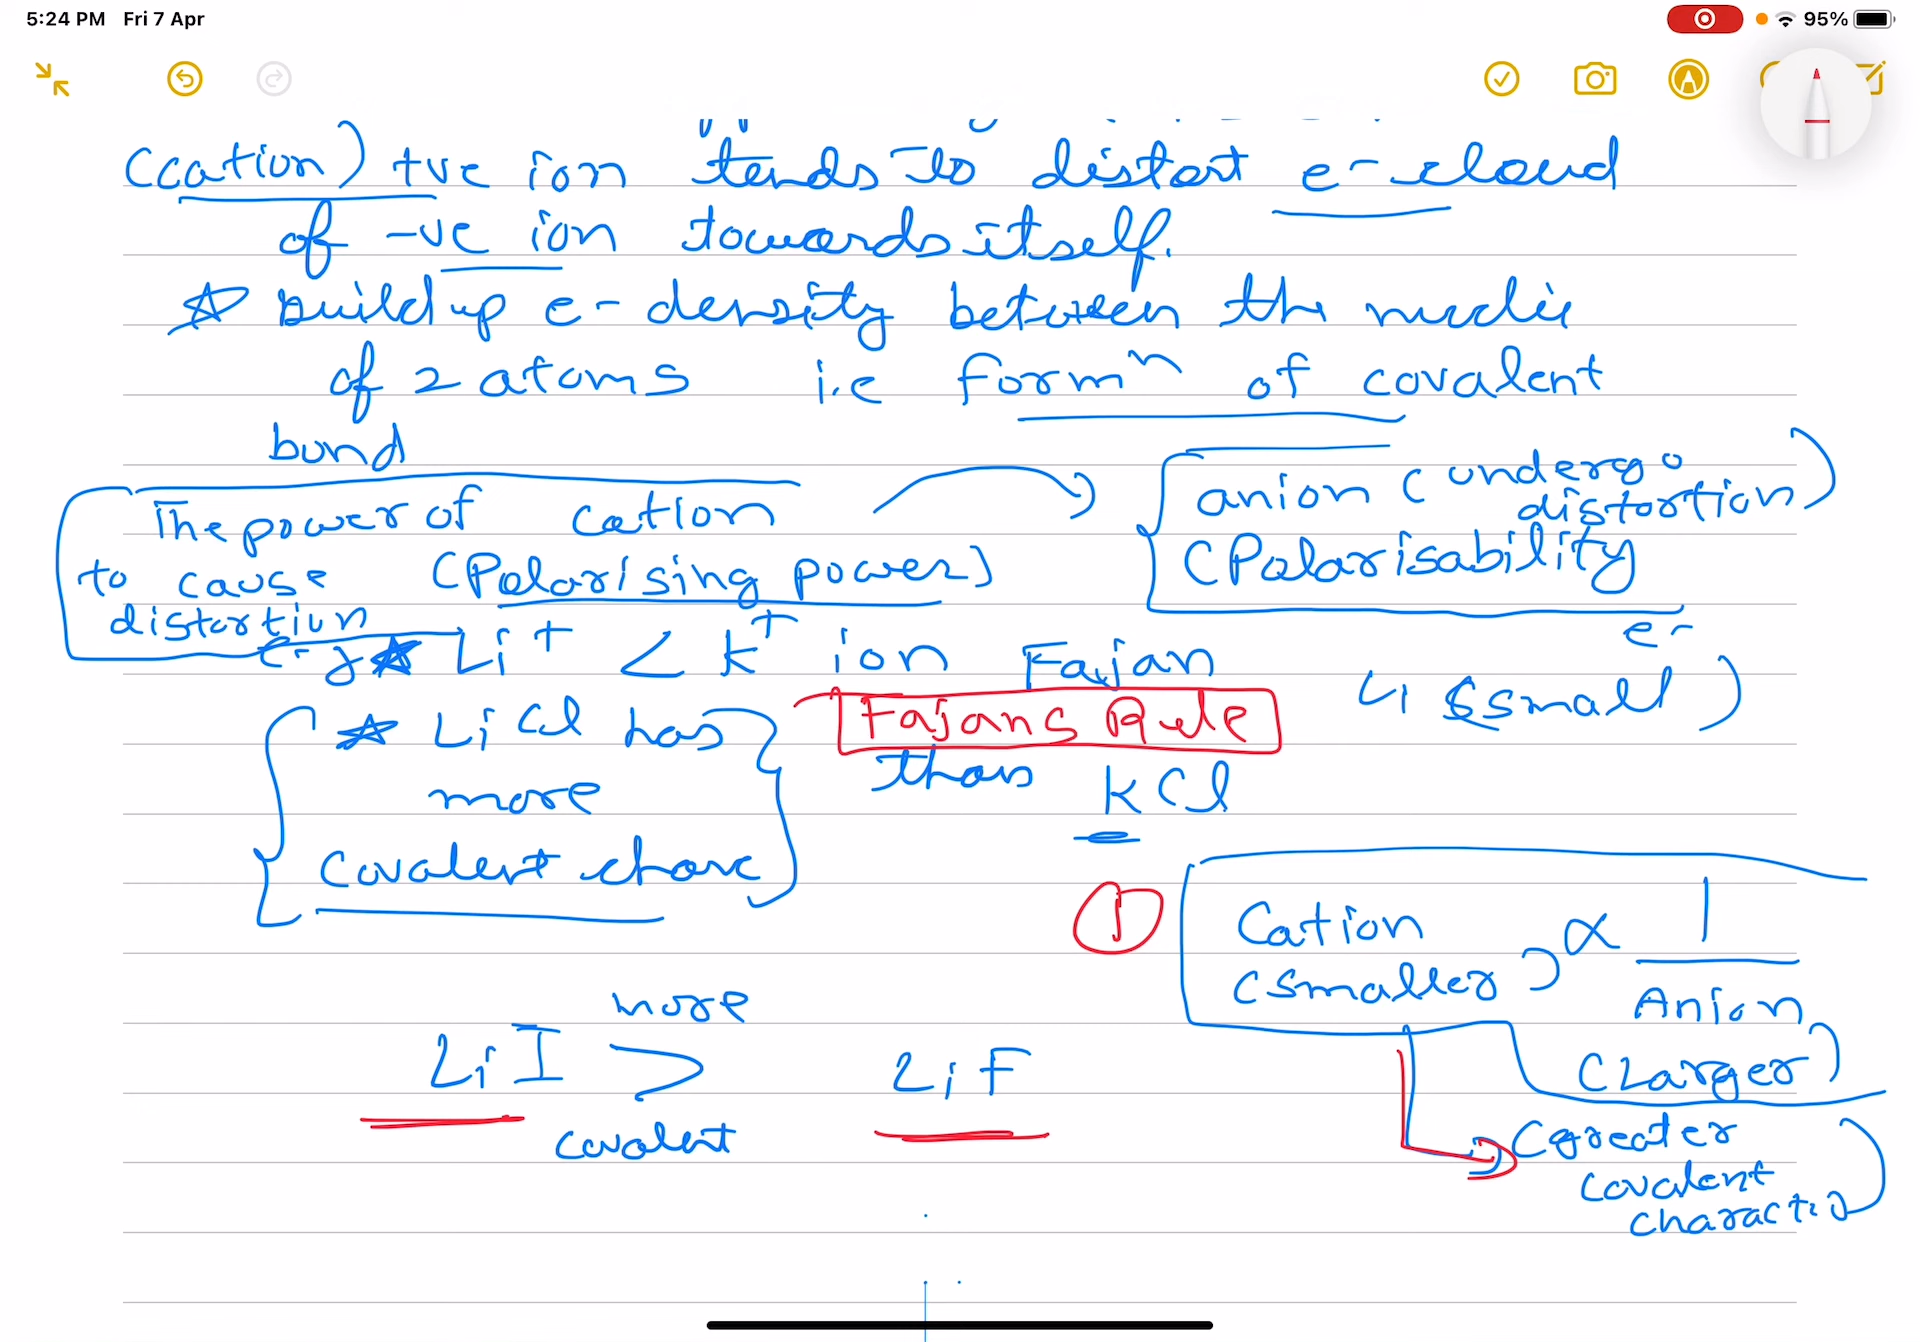 5:24 PM Fri 7 Apr
95%
(cation) +ve ion tends to distort e- cloud
of -ve ion towards itself.
☆ build up e- density between the nuclie
of 2 atoms i.e formⁿ of covalent
bond
The power of cation
to cause (Polarising power)
distortion
anion (undergo
distortion)
(Polarisability
e.g ☆ Li⁺ < K⁺ ion Fajan
e-
(small)
☆ LiCl has
more
covalent charc
Fajans Rule
than KCl
① Cation ∝ 1
(smaller) Anion
(Larger)
(greater
covalent
more
LiI > LiF
covalent